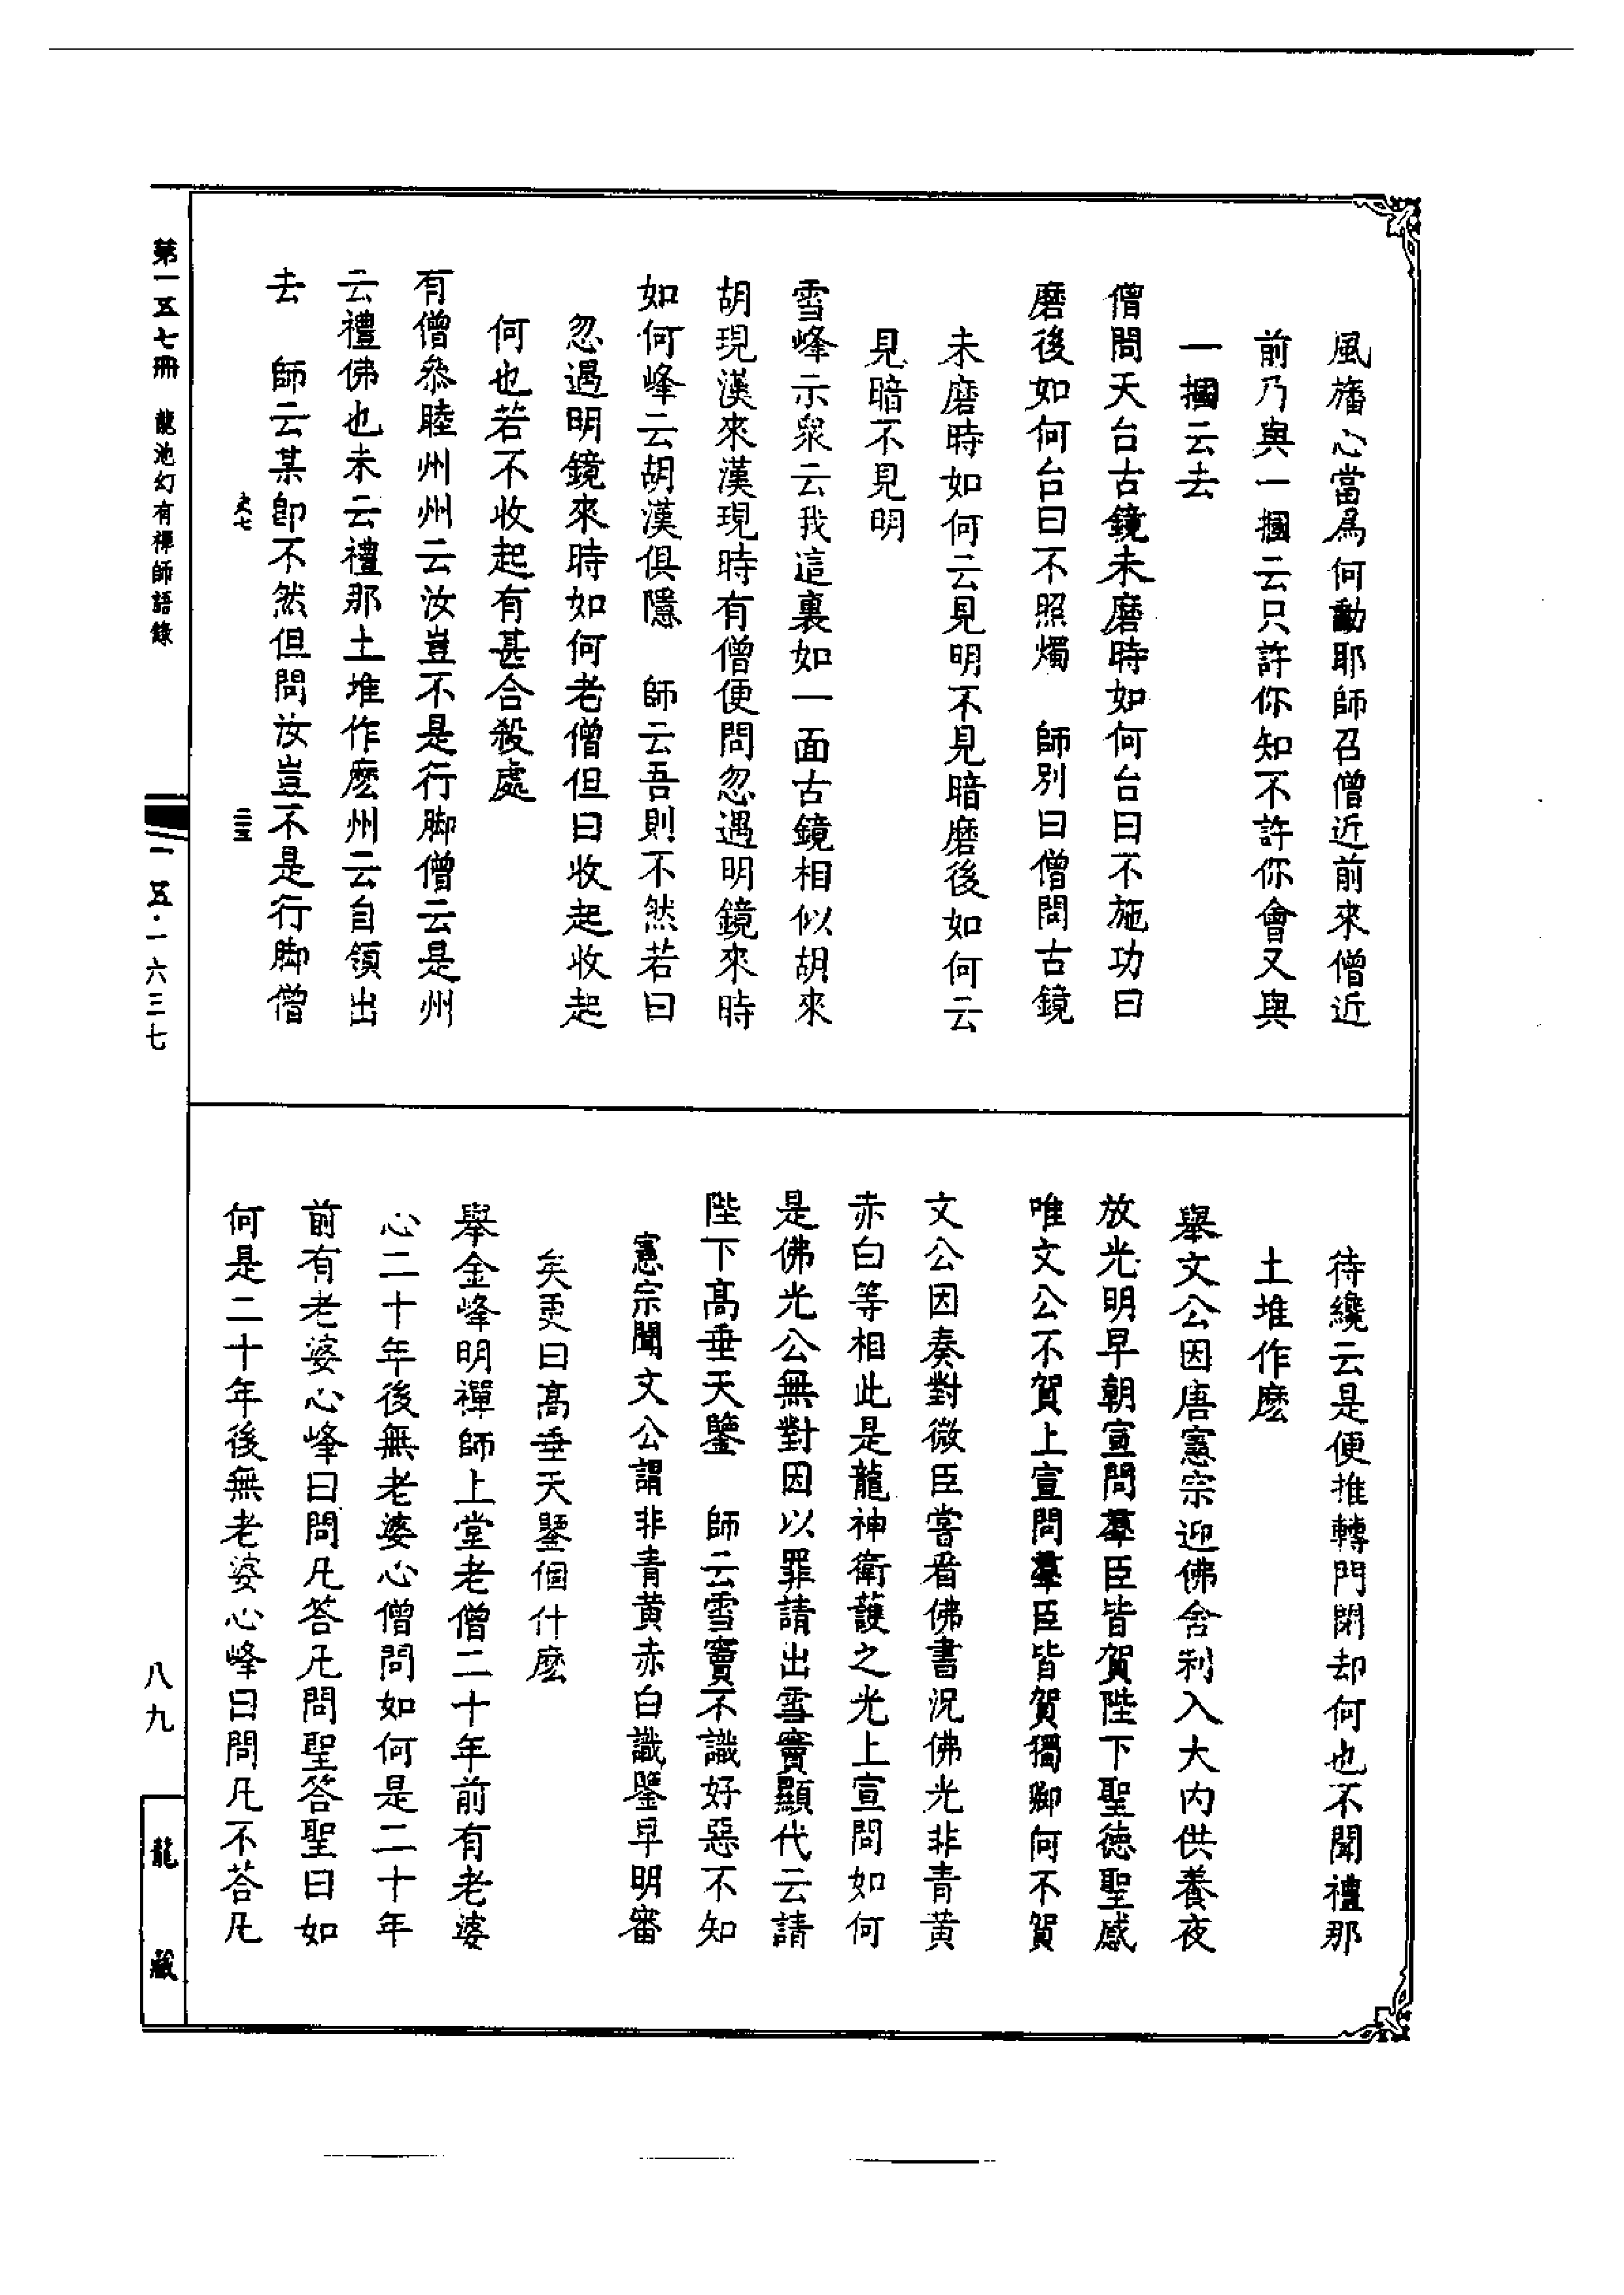 風旛心當爲何動耶師召僧近前來僧近
前乃與一摑云只許你知不許你會又與
一摑云去
僧問天台古鏡未磨時如何台曰不施功曰
磨後如何台曰不照燭　師別曰僧問古鏡
未磨時如何云見明不見暗磨後如何云
見暗不見明
雪峰示衆云我這裏如一面古鏡相似胡來
胡現漢來漢現時有僧便問忽遇明鏡來時
如何峰云胡漢俱隱　師云吾則不然若曰
忽遇明鏡來時如何老僧但曰收起收起
何也若不收起有甚合殺處
有僧叅睦州州云汝豈不是行脚僧云是州
云禮佛也未云禮那土堆作麽州云自領出
去　師云某卽不然但問汝豈不是行脚僧
二三五
待纔云是便推轉門閉却何也不聞禮那
土堆作麽
舉文公因唐憲宗迎佛舍利入大内供養夜
放光明早朝宣問羣臣皆賀陛下聖德聖感
唯文公不賀上宣問羣臣皆賀獨卿何不賀
文公因奏對微臣嘗㸔佛書況佛光非青黃
赤白等相此是龍神衛護之光上宣問如何
是佛光公無對因以罪請出雪竇顯代云請
陛下髙垂天鑒　師云雪竇不識好惡不知
憲宗聞文公謂非青黃赤白識鑒早明審
矣更曰髙垂天鑒個什麽
舉金峰明禪師上堂老僧二十年前有老婆
心二十年後無老婆心僧問如何是二十年
前有老婆心峰曰問凡答凡問聖答聖曰如
何是二十年後無老婆心峰曰問凡不答凡
第一五七冊　龍池幻有禪師語錄
一五·一六三七
八九
龍藏